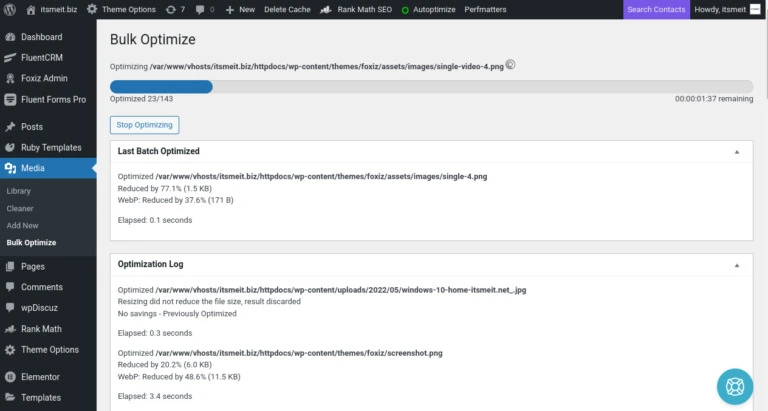 itsmeit.biz Theme Options 7 0 New Delete Cache Rank Math SEO Autoptimize Perfmatters Search Contacts Howdy, itsmeit
Dashboard
FluentCRM
Foxiz Admin
Fluent Forms Pro
Posts
Ruby Templates
Media
Library
Cleaner
Add New
Bulk Optimize
Pages
Comments
wpDiscuz
Rank Math
Theme Options
Elementor
Templates
Bulk Optimize
Optimizing /var/www/vhosts/itsmeit.biz/httpdocs/wp-content/themes/foxiz/assets/images/single-video-4.png
Optimized 23/143 00:00:01:37 remaining
Stop Optimizing
Last Batch Optimized
Optimized /var/www/vhosts/itsmeit.biz/httpdocs/wp-content/themes/foxiz/assets/images/single-4.png
Reduced by 77.1% (1.5 KB)
WebP: Reduced by 37.6% (171 B)
Elapsed: 0.1 seconds
Optimization Log
Optimized /var/www/vhosts/itsmeit.biz/httpdocs/wp-content/uploads/2022/05/windows-10-home-itsmeit.net_.jpg
Resizing did not reduce the file size, result discarded
No savings - Previously Optimized
Elapsed: 0.3 seconds
Optimized /var/www/vhosts/itsmeit.biz/httpdocs/wp-content/themes/foxiz/screenshot.png
Reduced by 20.2% (6.0 KB)
WebP: Reduced by 48.6% (11.5 KB)
Elapsed: 3.4 seconds